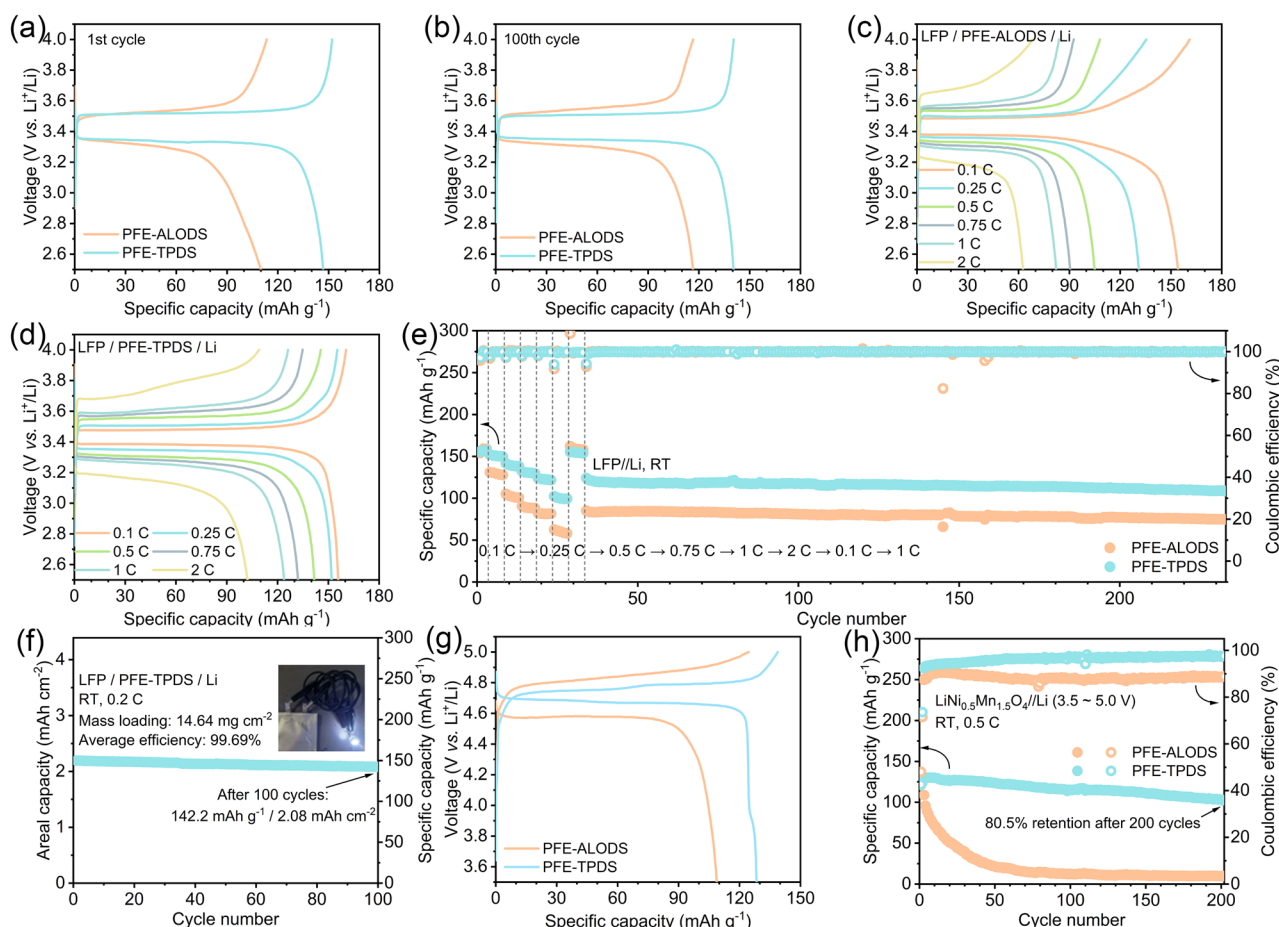 (a)
1st cycle
Voltage (V vs. Li⁺/Li)
4.0
3.6
3.2
3.0
2.6
PFE-ALODS
PFE-TPDS
0 30 60 90 120 150 180
Specific capacity (mAh g⁻¹)
(b)
100th cycle
Voltage (V vs. Li⁺/Li)
4.0
3.6
3.4
3.0
2.6
PFE-ALODS
PFE-TPDS
0 30 60 90 120 150 180
Specific capacity (mAh g⁻¹)
(c)
LFP / PFE-ALODS / Li
Voltage (V vs. Li⁺/Li)
4.0
3.8
3.6
3.4
3.2
3.0
2.8
2.6
0.1 C
0.25 C
0.5 C
0.75 C
1 C
2 C
0 30 60 90 120 150 180
Specific capacity (mAh g⁻¹)
(d)
LFP / PFE-TPDS / Li
Voltage (V vs. Li⁺/Li)
4.0
3.8
3.6
3.4
3.2
3.0
2.8
2.6
0.1 C 0.25 C
0.5 C 0.75 C
1 C 2 C
0 30 60 90 120 150 180
Specific capacity (mAh g⁻¹)
(e)
Specific capacity (mAh g⁻¹)
300
250
200
150
100
50
0
LFP//Li, RT
0.1 C → 0.25 C → 0.5 C → 0.75 C → 1 C → 2 C → 0.1 C → 1 C
PFE-ALODS
PFE-TPDS
0 50 100 150 200
Cycle number
100
80
60
40
20
0
Coulombic efficiency (%)
(f)
Areal capacity (mAh cm⁻²)
4
3
2
1
0
LFP / PFE-TPDS / Li
RT, 0.2 C
Mass loading: 14.64 mg cm⁻²
Average efficiency: 99.69%
After 100 cycles:
142.2 mAh g⁻¹ / 2.08 mAh cm⁻²
0 20 40 60 80 100
Cycle number
300
250
200
150
100
50
0
Specific capacity (mAh g⁻¹)
(g)
Voltage (V vs. Li⁺/Li)
5.0
4.8
4.6
4.4
4.2
4.0
3.8
3.6
PFE-ALODS
PFE-TPDS
0 30 60 90 120 150
Specific capacity (mAh g⁻¹)
(h)
Specific capacity (mAh g⁻¹)
300
250
200
150
100
50
0
LiNi₀.₅Mn₁.₅O₄//Li (3.5 ~ 5.0 V)
RT, 0.5 C
PFE-ALODS
PFE-TPDS
80.5% retention after 200 cycles
0 50 100 150 200
Cycle number
100
80
60
40
20
0
Coulombic efficiency (%)